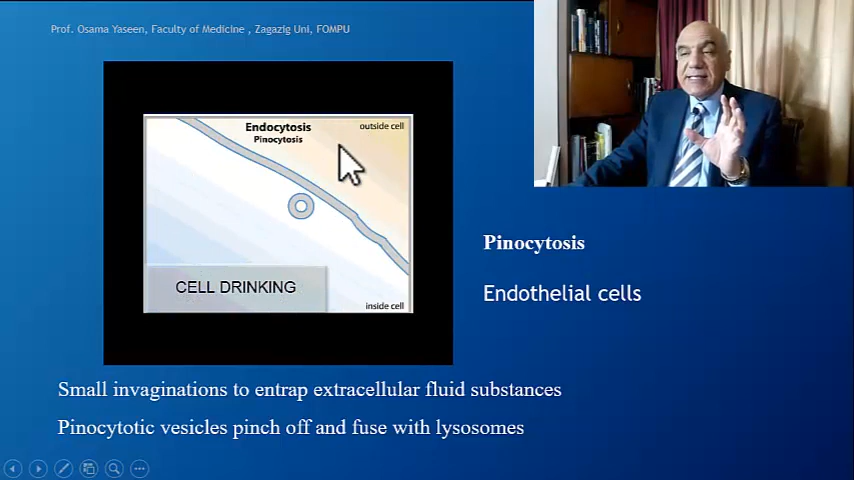 Prof. Osama Yaseen, Faculty of Medicine , Zagazig Uni, FOMPU
Endocytosis
Pinocytosis
outside cell
CELL DRINKING
inside cell
Pinocytosis
Endothelial cells
Small invaginations to entrap extracellular fluid substances
Pinocytotic vesicles pinch off and fuse with lysosomes